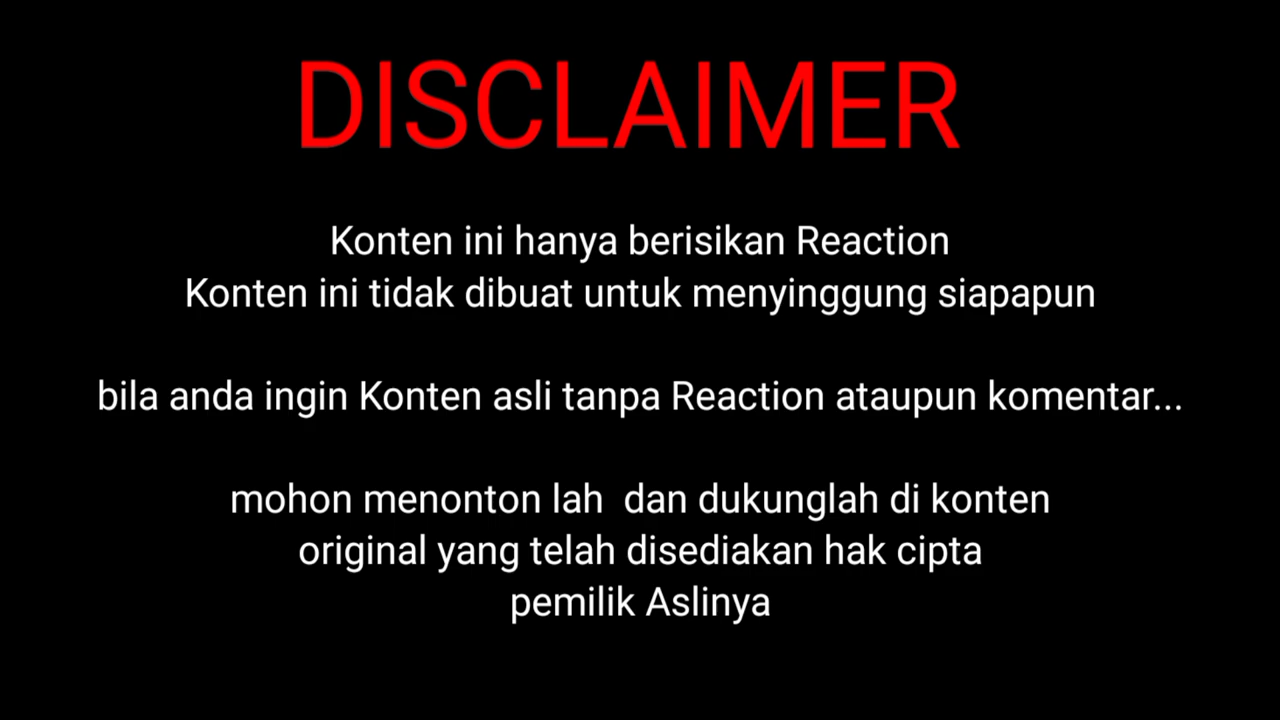 DISCLAIMER
Konten ini hanya berisikan Reaction
Konten ini tidak dibuat untuk menyinggung siapapun
bila anda ingin Konten asli tanpa Reaction ataupun komentar...
mohon menonton lah  dan dukunglah di konten
original yang telah disediakan hak cipta
pemilik Aslinya